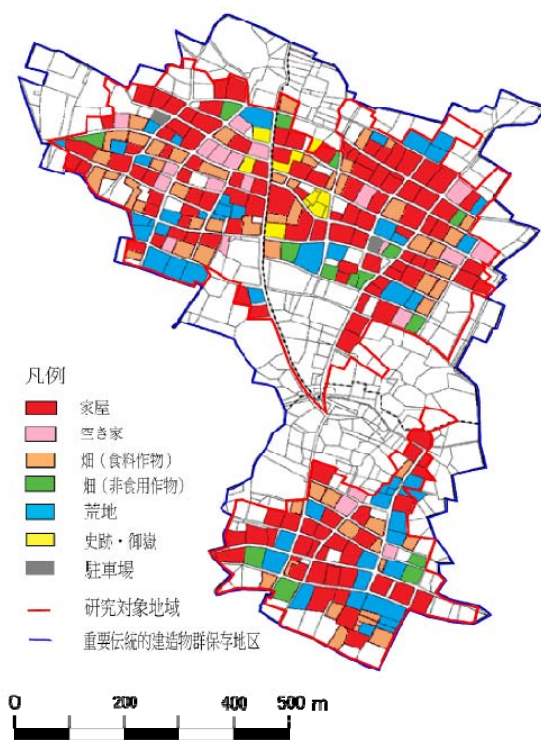 凡例
家屋
空き家
畑（食料作物）
畑（非食用作物）
荒地
史跡・御嶽
駐車場
研究対象地域
重要伝統的建造物群保存地区
0 200 400 500 m